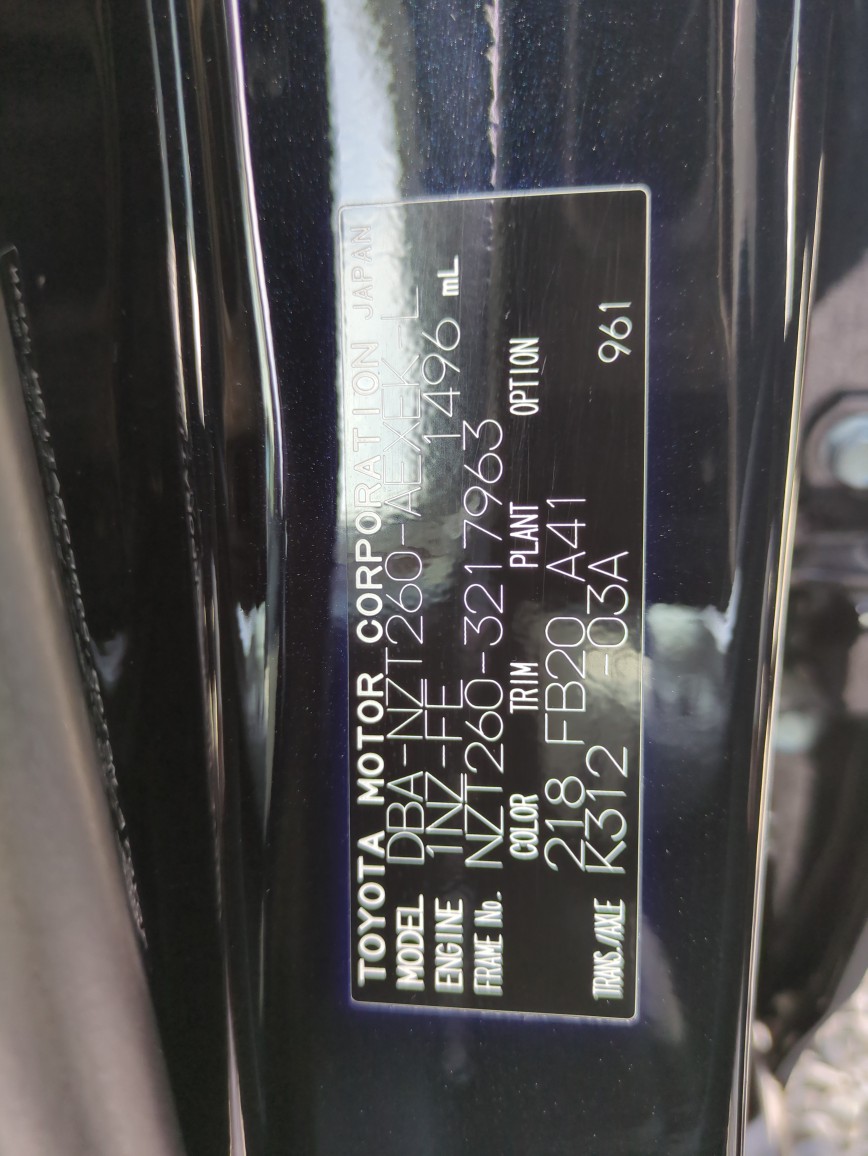 TOYOTA MOTOR CORPORATION JAPAN
MODEL DBA-NZT260-AEXEK-L
ENGINE 1NZ-FE 1496 mL
FRAME No. NZT260-3217963
COLOR TRIM PLANT OPTION
218 FB20 A41
TRANS./AXLE K312 -03A 961